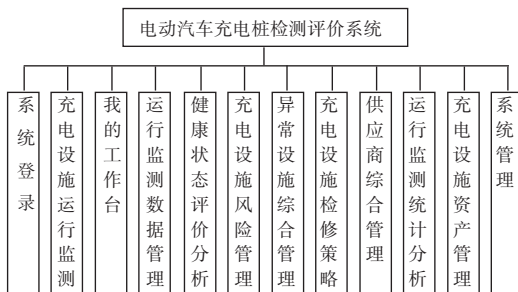 电动汽车充电桩检测评价系统
系统登录
充电设施运行监测
我的工作台
运行监测数据管理
健康状态评价分析
充电设施风险管理
异常设施综合管理
充电设施检修策略
供应商综合管理
运行监测统计分析
充电设施资产管理
系统管理